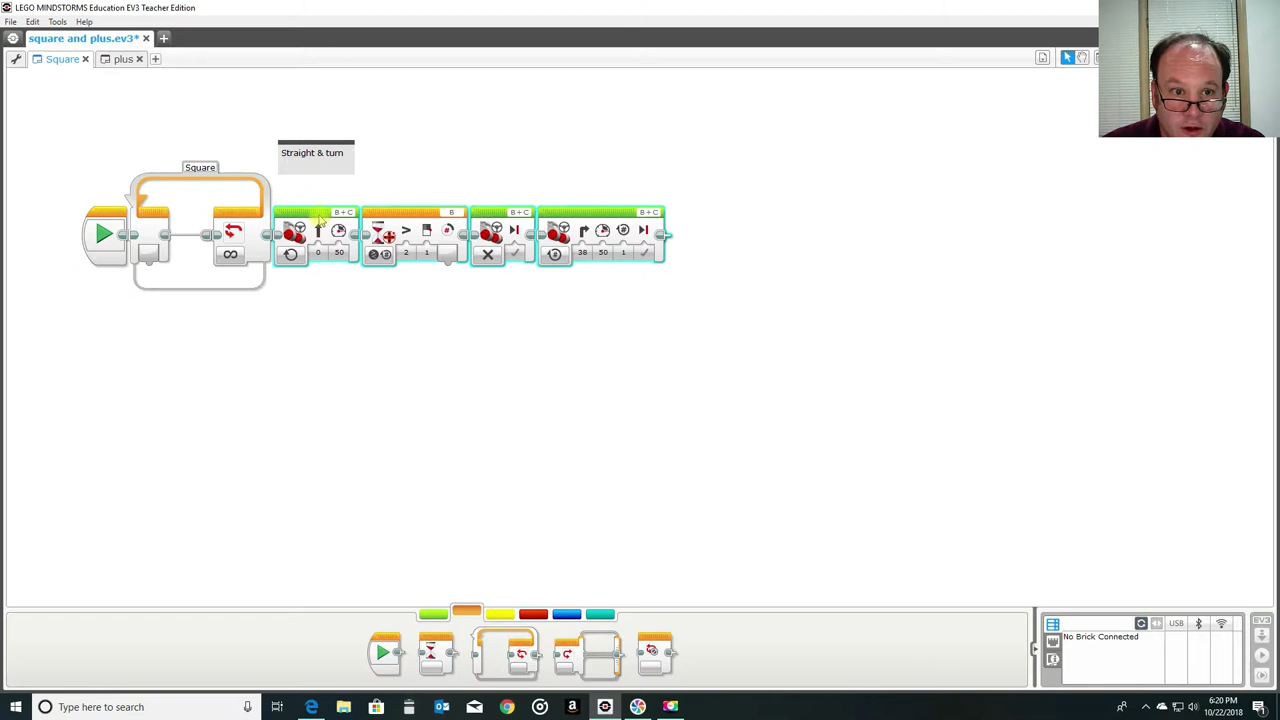 LEGO MINDSTORMS Education EV3 Teacher Edition
File Edit Tools Help
square and plus.ev3*
Square plus
Straight & turn
Square
B + C B B + C B + C
0 50 2 1 38 50 1
USB EV3
No Brick Connected
Type here to search
6:20 PM
10/22/2018